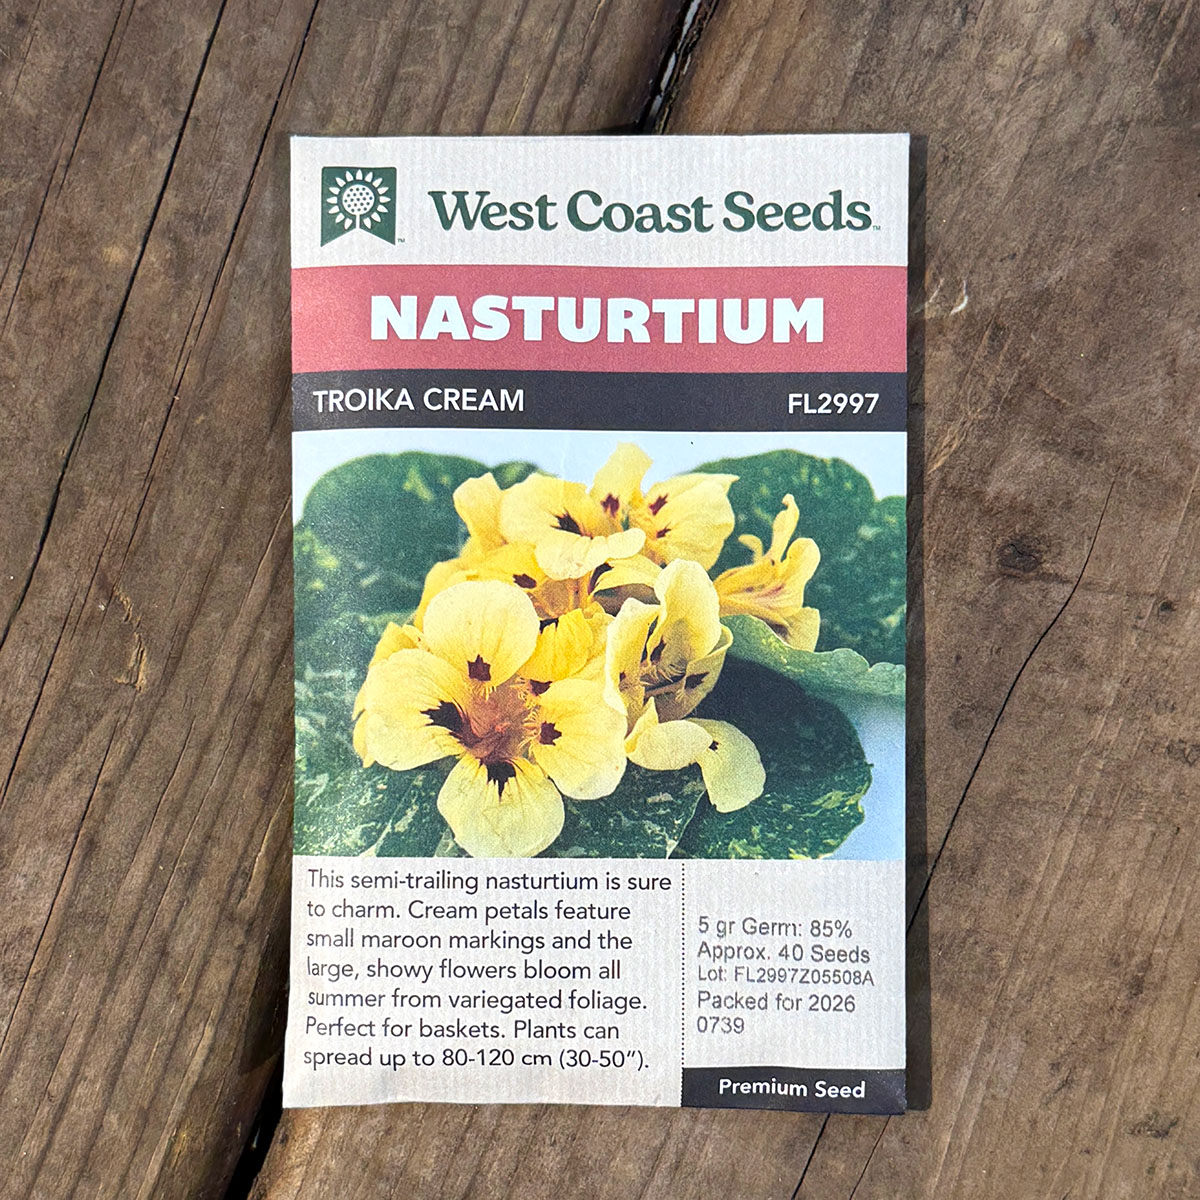 West Coast Seeds™
NASTURTIUM
TROIKA CREAM FL2997
This semi-trailing nasturtium is sure
to charm. Cream petals feature
small maroon markings and the
large, showy flowers bloom all
summer from variegated foliage.
Perfect for baskets. Plants can
spread up to 80-120 cm (30-50”).
5 gr Germ: 85%
Approx. 40 Seeds
Lot: FL2997Z05508A
Packed for 2026
0739
Premium Seed